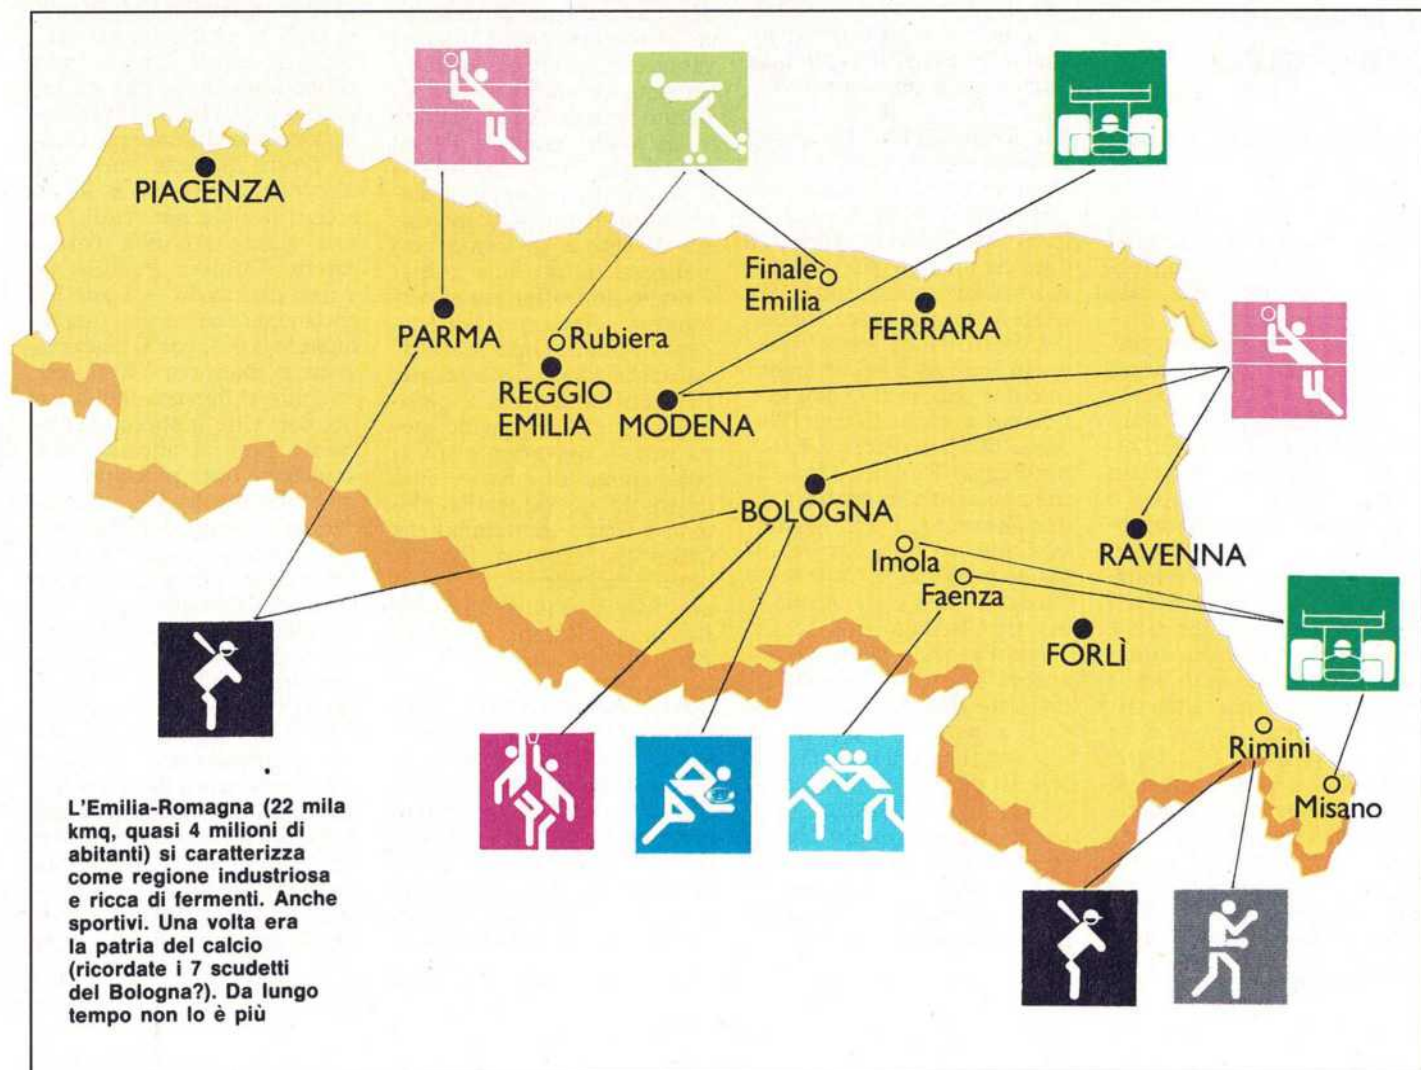 PIACENZA
Finale
Emilia
FERRARA
PARMA
Rubiera
REGGIO
EMILIA
MODENA
BOLOGNA
Imola
RAVENNA
Faenza
FORLÌ
Rimini
Misano
L'Emilia-Romagna (22 mila
kmq, quasi 4 milioni di
abitanti) si caratterizza
come regione industriosa
e ricca di fermenti. Anche
sportivi. Una volta era
la patria del calcio
(ricordate i 7 scudetti
del Bologna?). Da lungo
tempo non lo è più